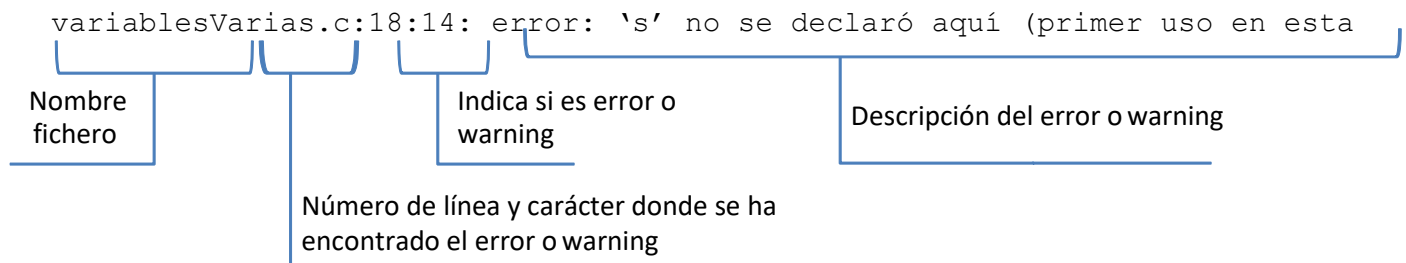 variablesVarias.c:18:14: error: ‘s’ no se declaró aquí (primer uso en esta
Nombre
fichero
Indica si es error o
warning
Descripción del error o warning
Número de línea y carácter donde se ha
encontrado el error o warning